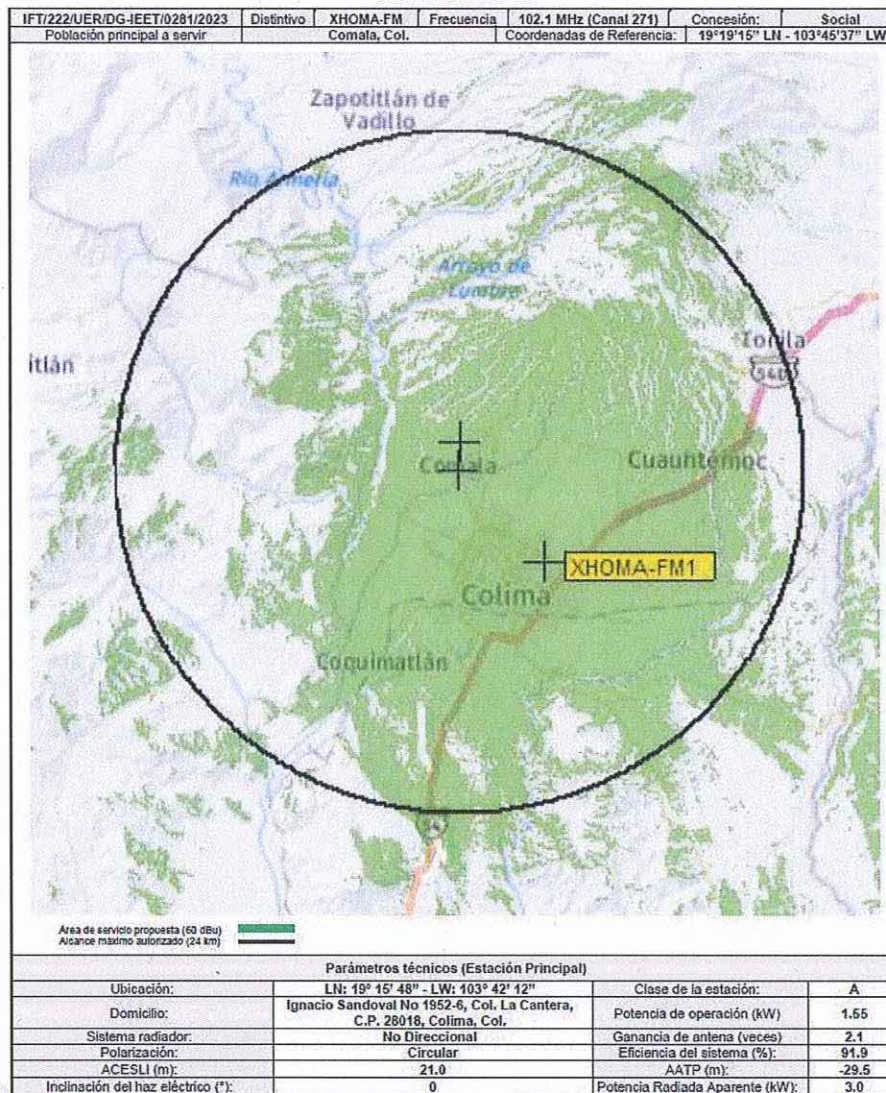 IFT/222/UER/DG-IEET/0281/2023 Distintivo XHOMA-FM Frecuencia 102.1 MHz (Canal 271) Concesión: Social
Población principal a servir Comala, Col. Coordenadas de Referencia: 19°19'15" LN - 103°45'37" LW
Zapotitlán de
Vadillo
Río Armería
Arroyo de
Lumbre
Tonila
itlán
54D
Comala
Cuauhtémoc
XHOMA-FM1
Colima
Coquimatlán
Área de servicio propuesta (60 dBu)
Alcance máximo autorizado (24 km)
Parámetros técnicos (Estación Principal)
Ubicación: LN: 19° 15' 48" - LW: 103° 42' 12" Clase de la estación: A
Domicilio: Ignacio Sandoval No 1952-6, Col. La Cantera, C.P. 28018, Colima, Col. Potencia de operación (kW) 1.55
Sistema radiador: No Direccional Ganancia de antena (veces) 2.1
Polarización: Circular Eficiencia del sistema (%): 91.9
ACESLI (m): 21.0 AATP (m): -29.5
Inclinación del haz eléctrico (°): 0 Potencia Radiada Aparente (kW): 3.0